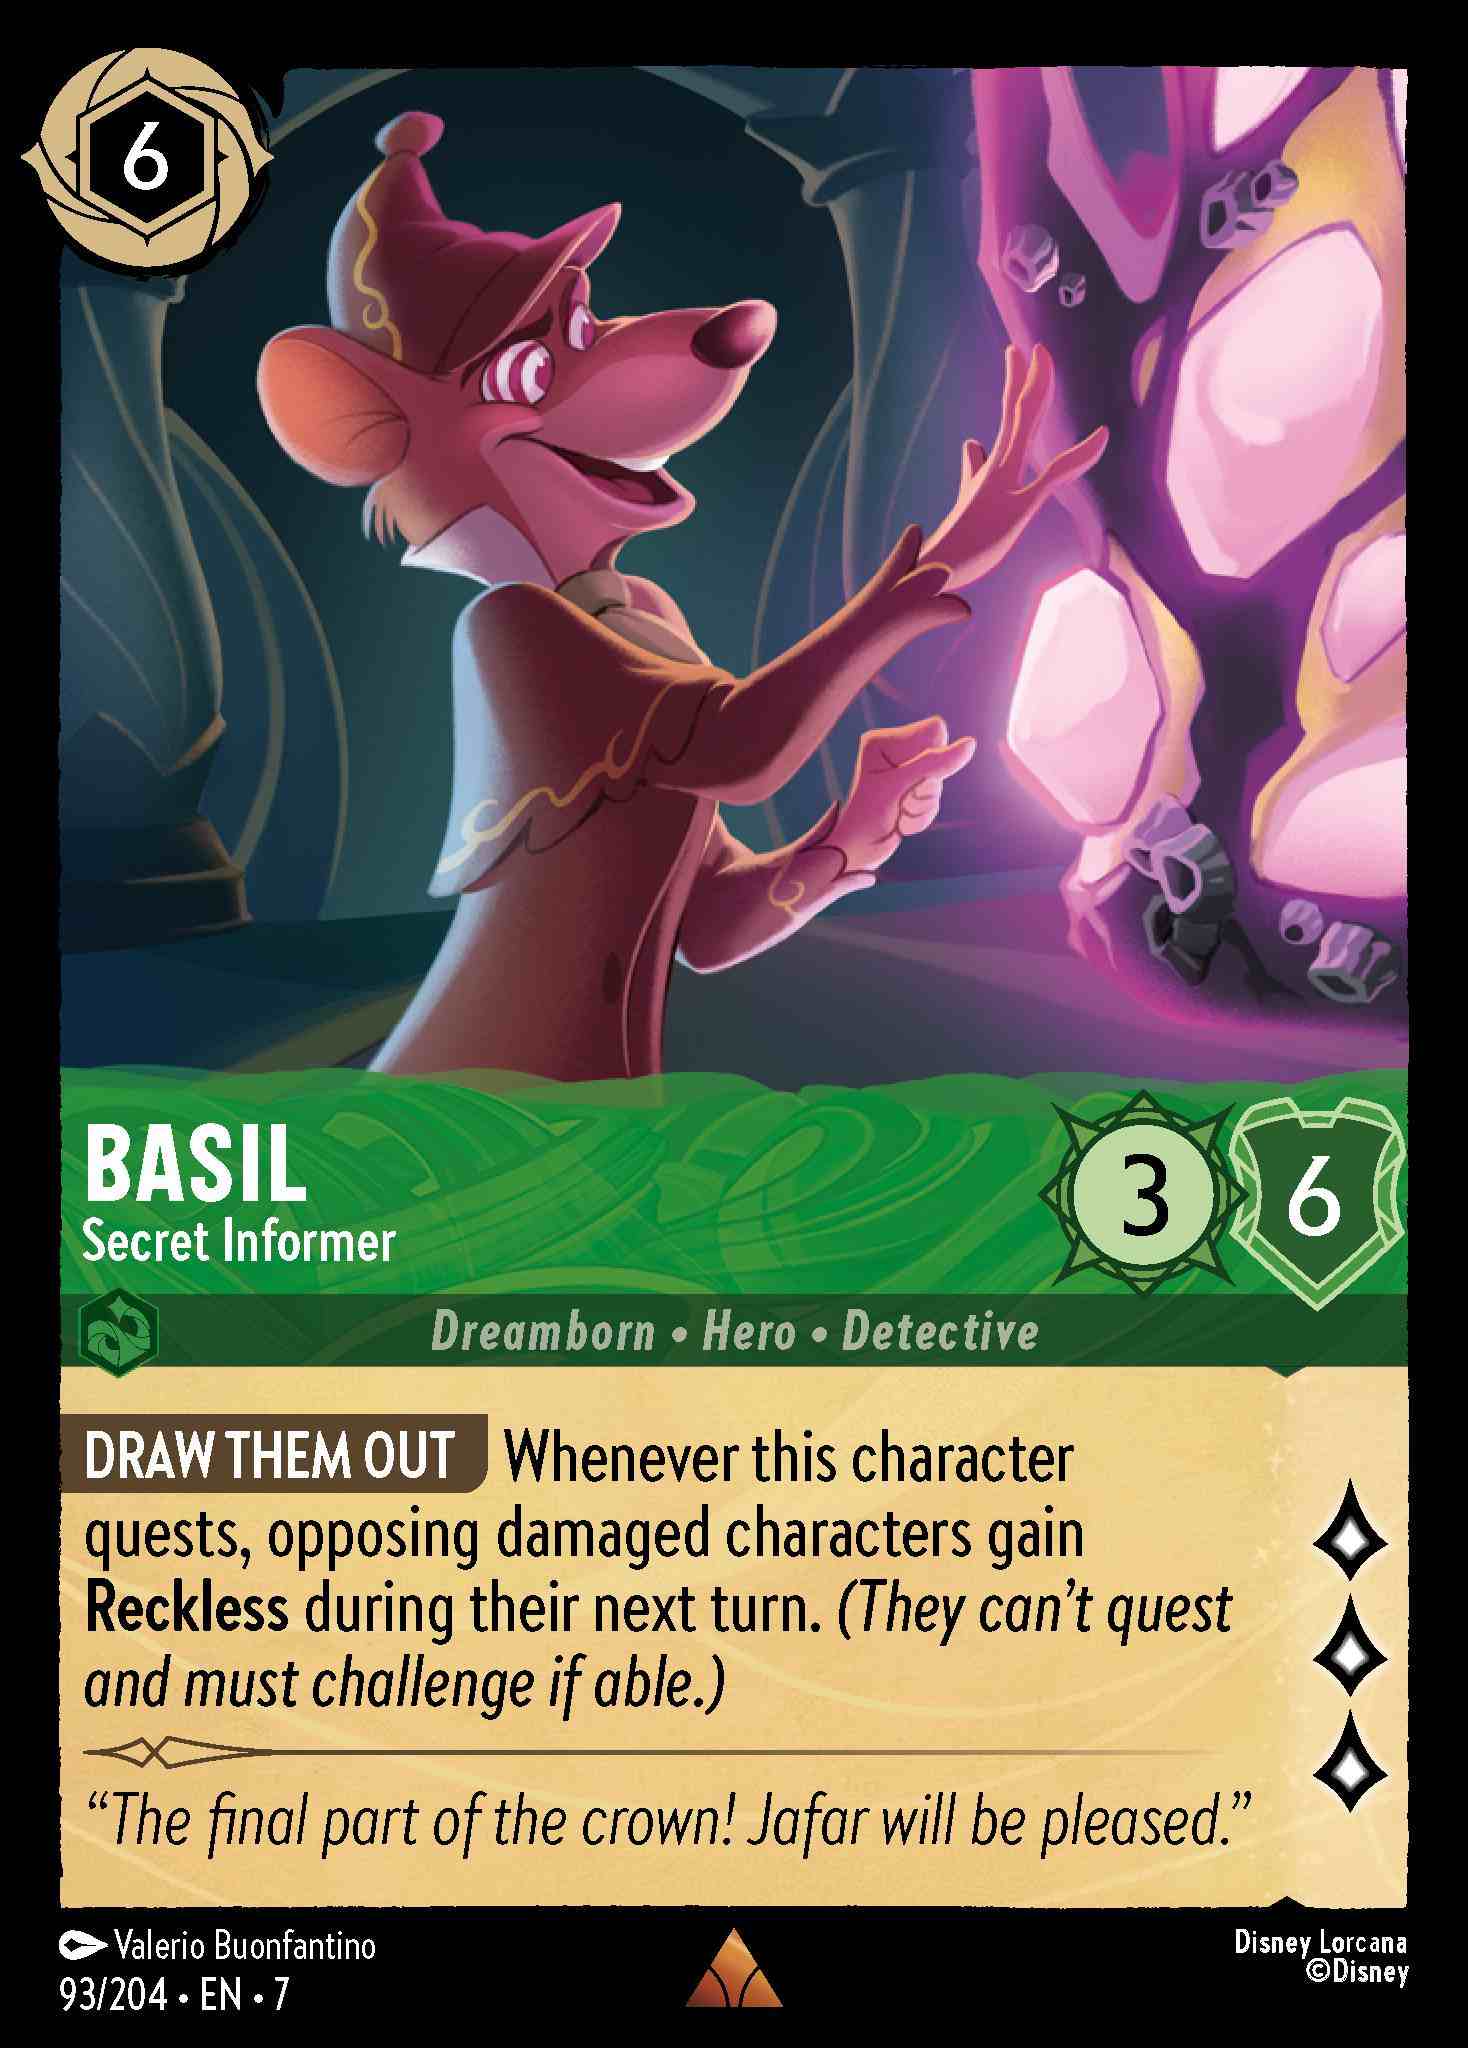 6
BASIL
Secret Informer
3
6
Dreamborn • Hero • Detective
DRAW THEM OUT Whenever this character
quests, opposing damaged characters gain
Reckless during their next turn. (They can't quest
and must challenge if able.)
“The final part of the crown! Jafar will be pleased.”
Valerio Buonfantino
93/204 • EN • 7
Disney Lorcana
©Disney